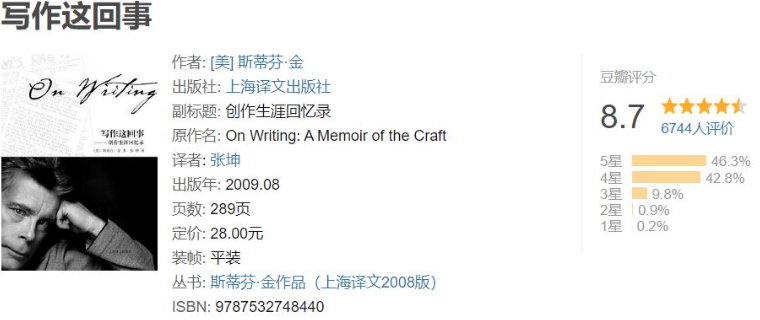 写作这回事
On Writing
写作这回事
——创作生涯回忆录
作者: [美] 斯蒂芬·金
出版社: 上海译文出版社
副标题: 创作生涯回忆录
原作名: On Writing: A Memoir of the Craft
译者: 张坤
出版年: 2009.08
页数: 289页
定价: 28.00元
装帧: 平装
丛书: 斯蒂芬·金作品（上海译文2008版）
ISBN: 9787532748440
豆瓣评分
8.7
6744人评价
5星 46.3%
4星 42.8%
3星 9.8%
2星 0.9%
1星 0.2%